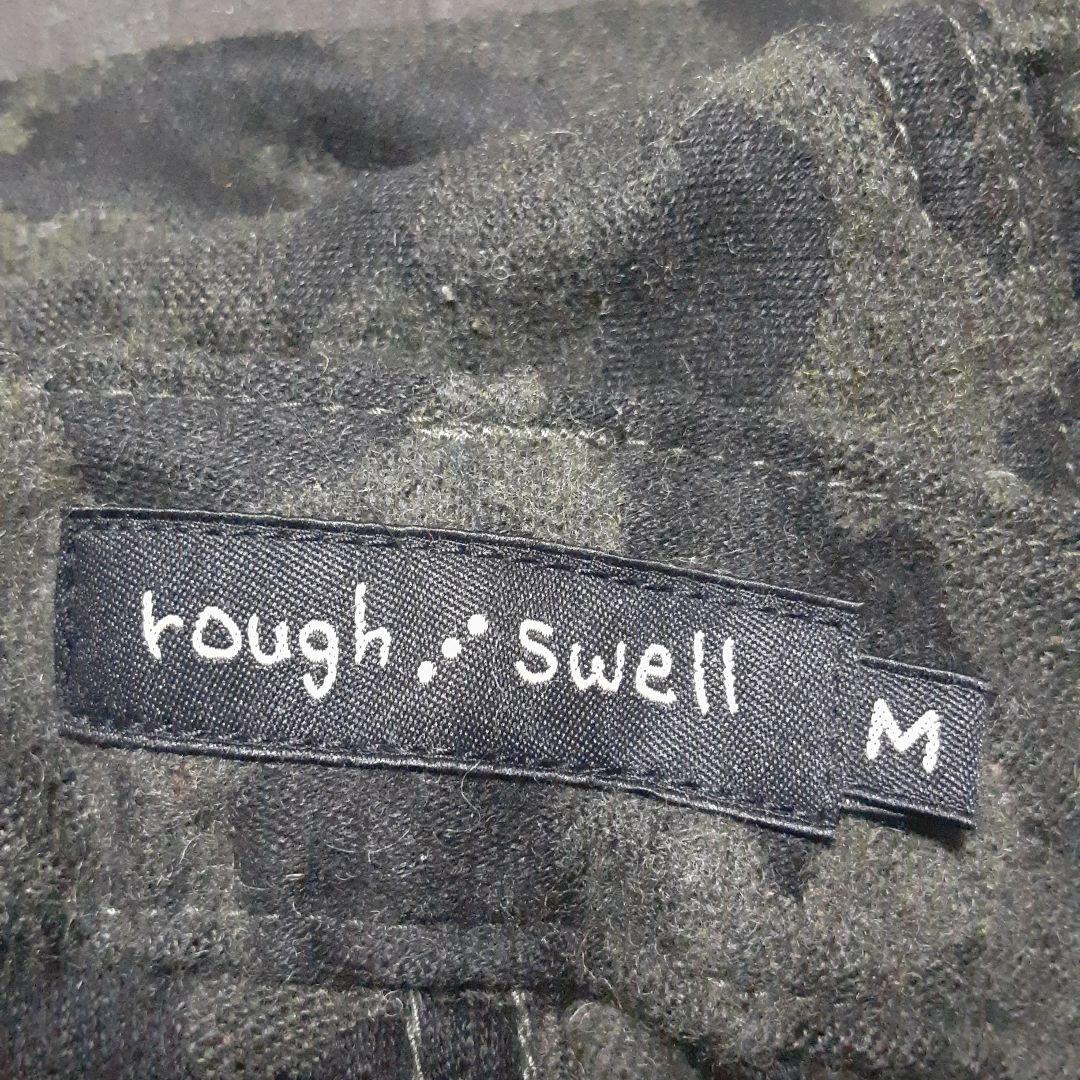 rough ⋰ swell
M